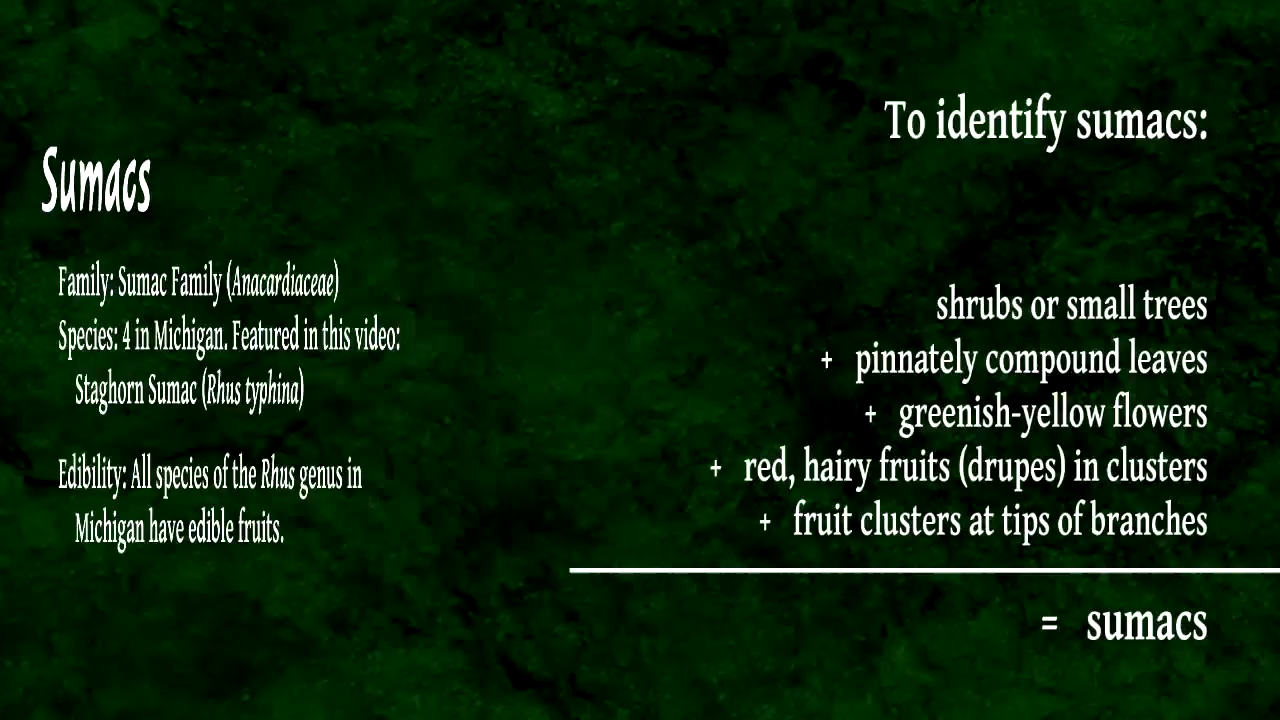 Sumacs
Family: Sumac Family (Anacardiaceae)
Species: 4 in Michigan. Featured in this video:
Staghorn Sumac (Rhus typhina)
Edibility: All species of the Rhus genus in
Michigan have edible fruits.
To identify sumacs:
shrubs or small trees
+ pinnately compound leaves
+ greenish-yellow flowers
+ red, hairy fruits (drupes) in clusters
+ fruit clusters at tips of branches
= sumacs